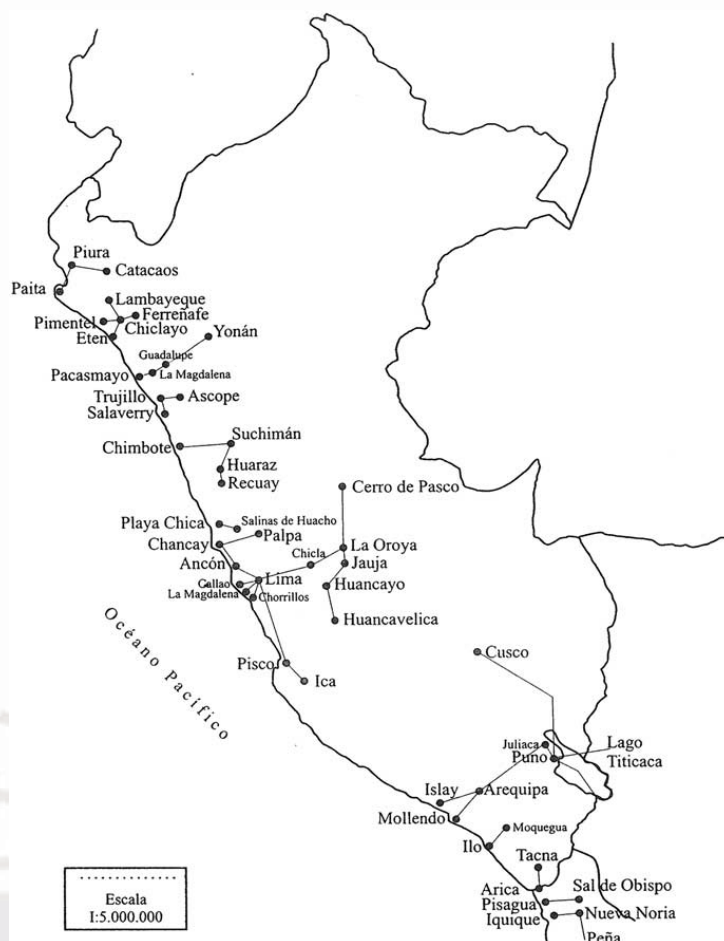 Piura
Catacaos
Paita
Lambayeque
Ferreñafe
Pimentel
Chiclayo
Eten
Yonán
Guadalupe
Pacasmayo
La Magdalena
Trujillo
Ascope
Salaverry
Suchimán
Chimbote
Huaraz
Recuay
Cerro de Pasco
Playa Chica
Salinas de Huacho
Palpa
Chancay
La Oroya
Chicla
Jauja
Ancón
Lima
Callao
Huancayo
La Magdalena
Chorrillos
Huancavelica
Océano Pacífico
Cusco
Pisco
Ica
Juliaca
Lago
Puno
Titicaca
Islay
Arequipa
Mollendo
Moquegua
Ilo
Tacna
Arica
Sal de Obispo
Pisagua
Iquique
Nueva Noria
Peña
Escala
I:5.000.000